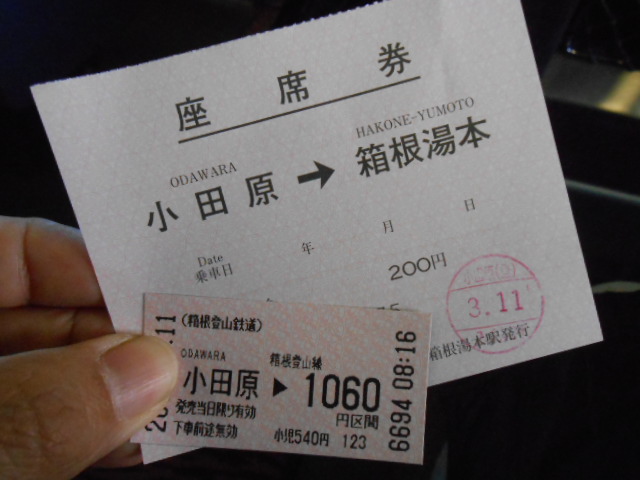 座席券
ODAWARA HAKONE-YUMOTO
小田原 → 箱根湯本
Date 年 月 日
乗車日
200円
3.11
箱根湯本駅発行
(箱根登山鉄道)
ODAWARA 箱根登山線
小田原 ▶ 1060
円区間
発売当日限り有効
下車前途無効 小児540円 123
6694 08:16